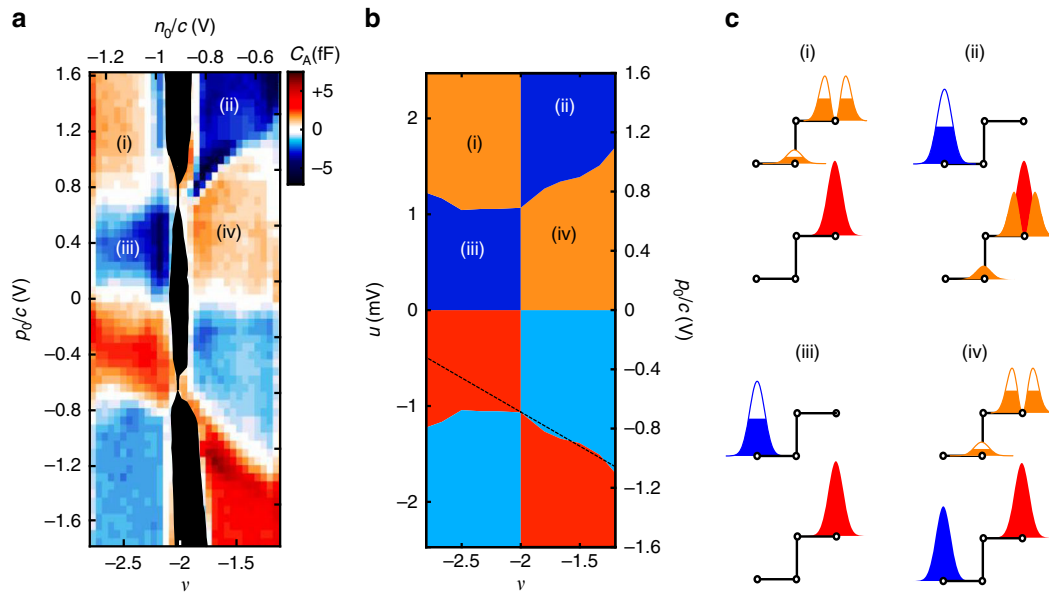 a
n₀/c (V)
−1.2 −1 −0.8 −0.6
C_A (fF)
+5
0
−5
1.6
1.2
0.8
0.4
0
−0.4
−0.8
−1.2
−1.6
p₀/c (V)
(i)
(ii)
(iii)
(iv)
−2.5 −2 −1.5
ν
b
2
1
0
−1
−2
u (mV)
(i)
(ii)
(iii)
(iv)
1.6
1.2
0.8
0.4
0
−0.4
−0.8
−1.2
−1.6
p₀/c (V)
−2.5 −2 −1.5
ν
c
(i) (ii)
(iii) (iv)